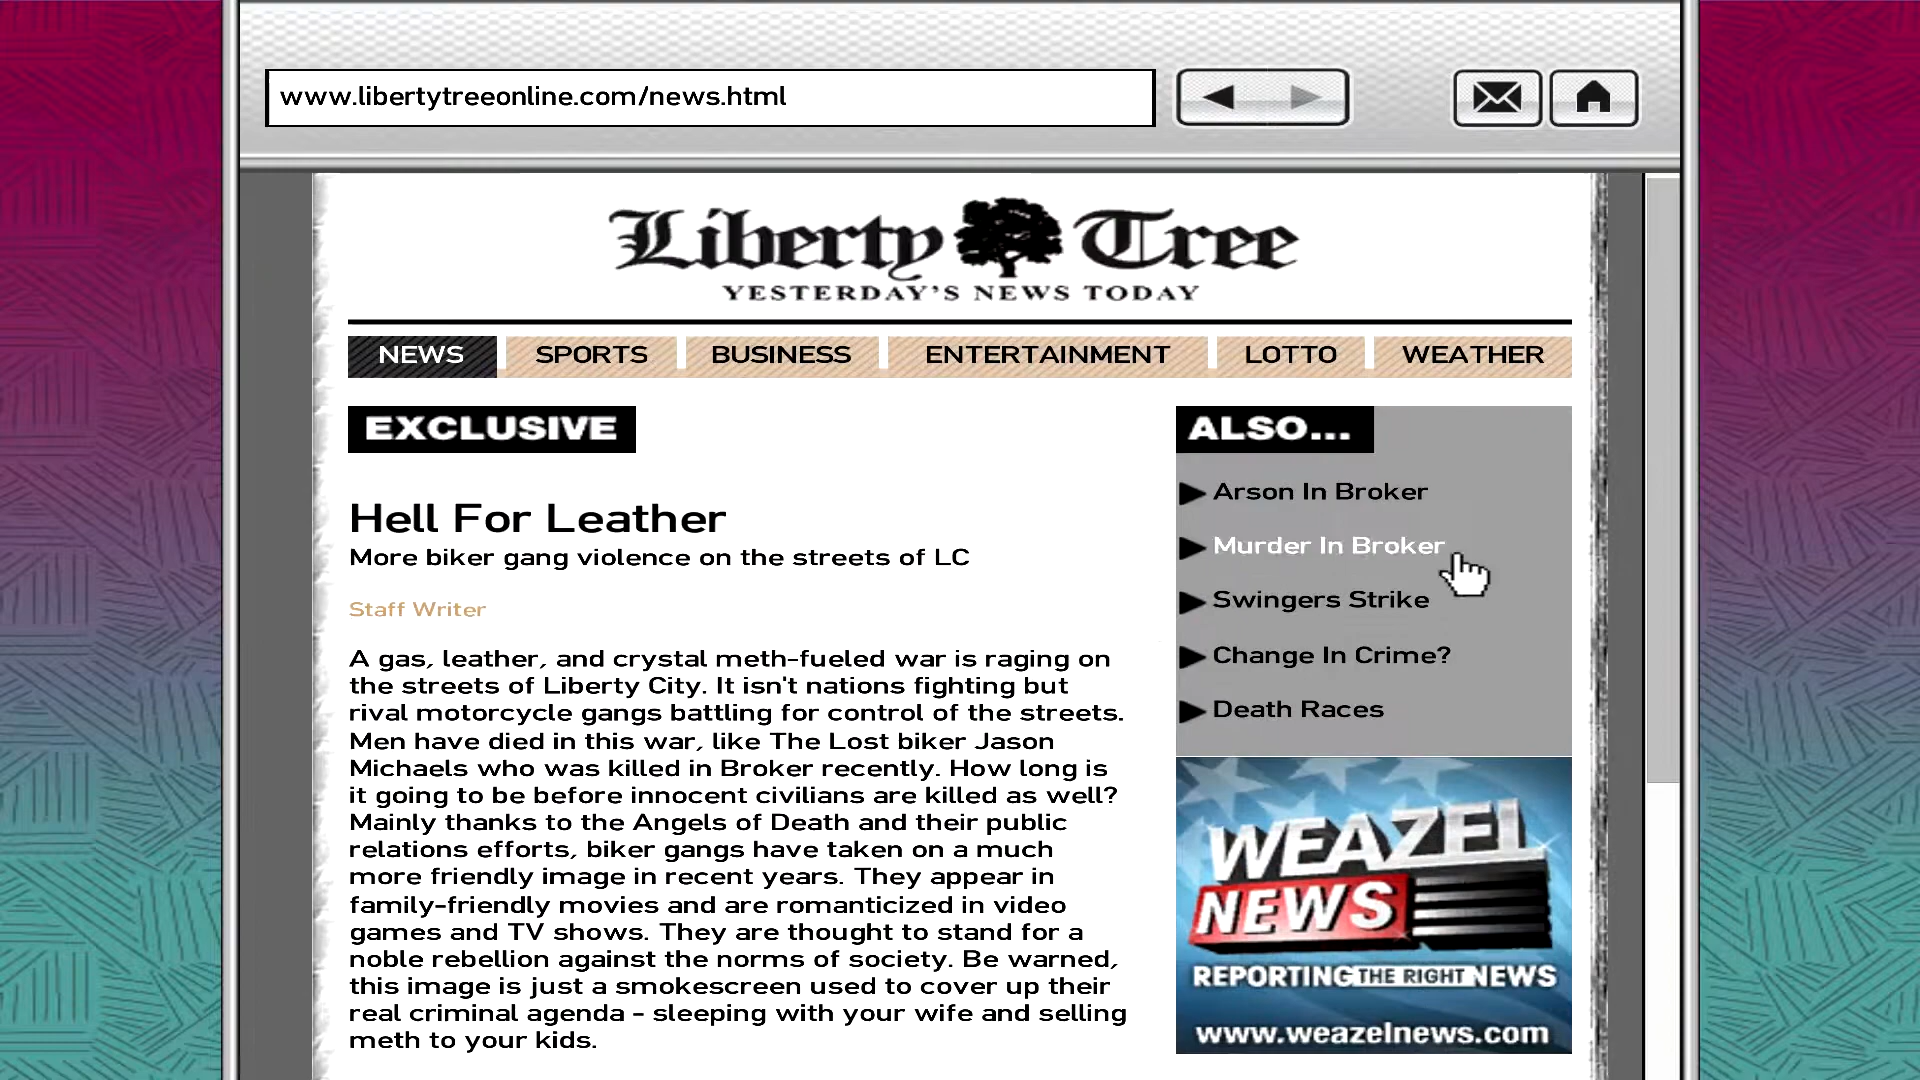 www.libertytreeonline.com/news.html
Liberty Tree
YESTERDAY'S NEWS TODAY
NEWS
SPORTS
BUSINESS
ENTERTAINMENT
LOTTO
WEATHER
EXCLUSIVE
Hell For Leather
More biker gang violence on the streets of LC
Staff Writer
A gas, leather, and crystal meth-fueled war is raging on
the streets of Liberty City. It isn't nations fighting but
rival motorcycle gangs battling for control of the streets.
Men have died in this war, like The Lost biker Jason
Michaels who was killed in Broker recently. How long is
it going to be before innocent civilians are killed as well?
Mainly thanks to the Angels of Death and their public
relations efforts, biker gangs have taken on a much
more friendly image in recent years. They appear in
family-friendly movies and are romanticized in video
games and TV shows. They are thought to stand for a
noble rebellion against the norms of society. Be warned,
this image is just a smokescreen used to cover up their
real criminal agenda - sleeping with your wife and selling
meth to your kids.
ALSO...
Arson In Broker
Murder In Broker
Swingers Strike
Change In Crime?
Death Races
WEAZEL
NEWS
REPORTING THE RIGHT NEWS
www.weazelnews.com